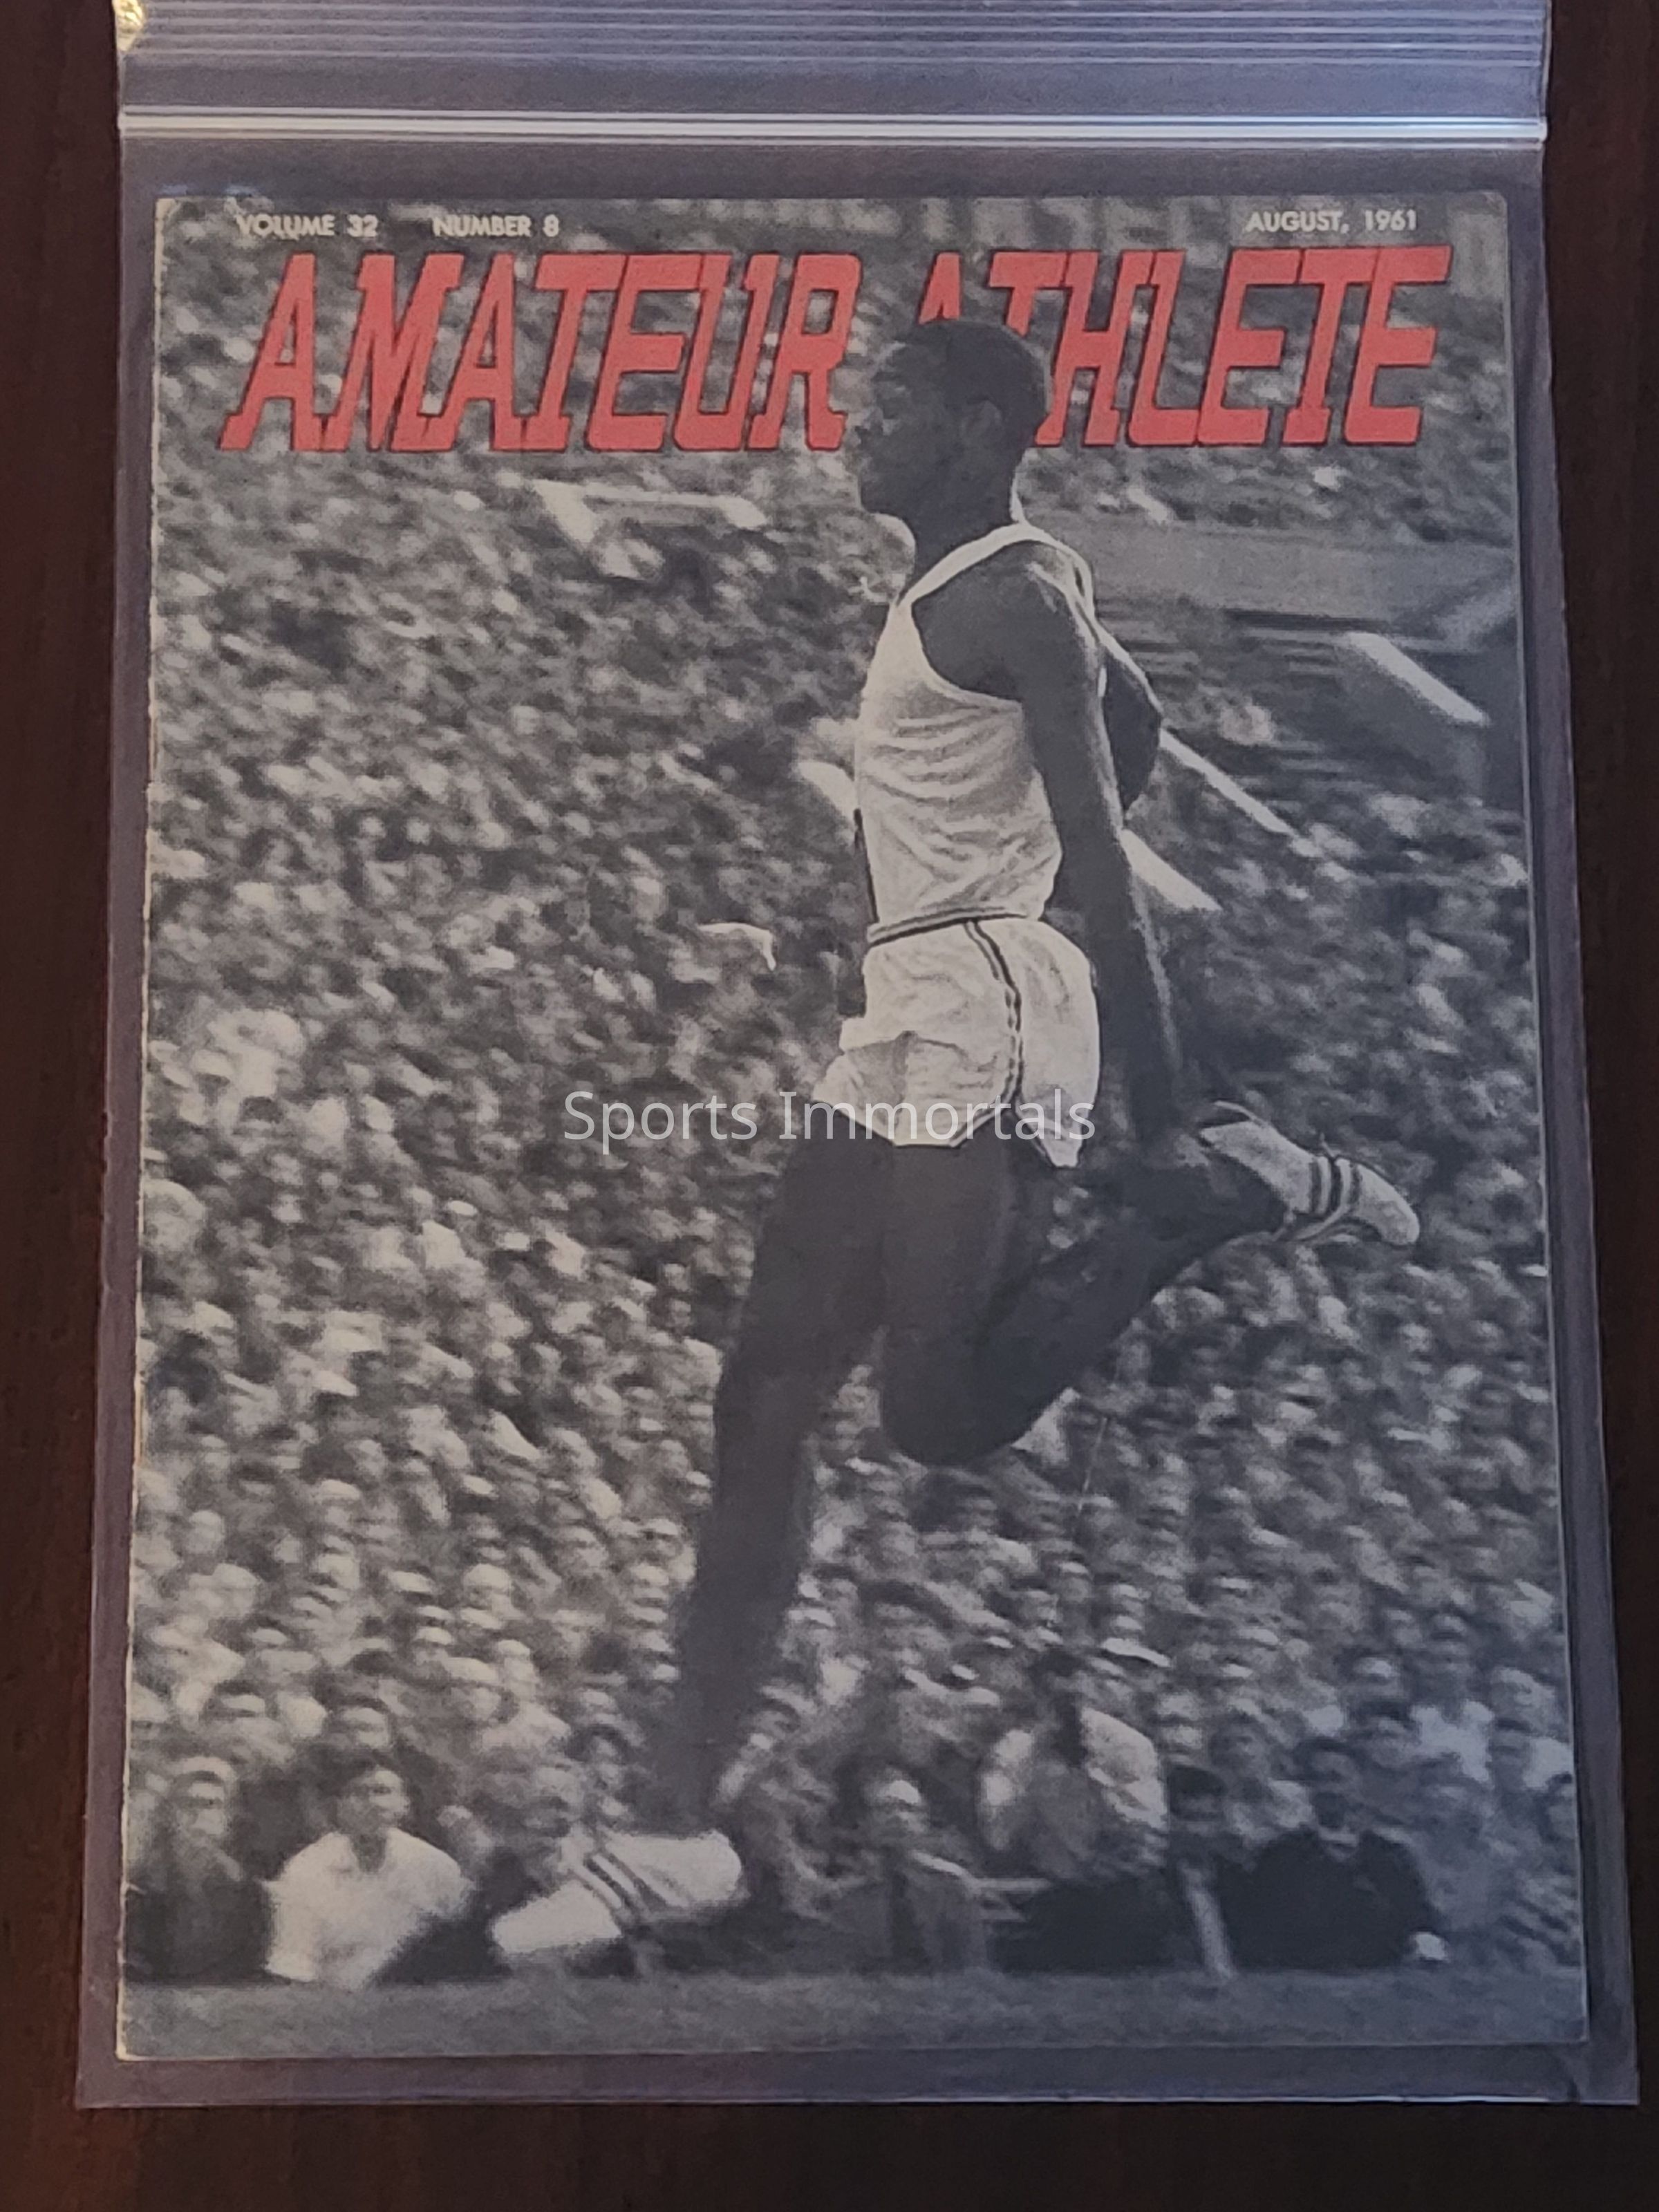 VOLUME 32 NUMBER 8 AUGUST, 1961
AMATEUR ATHLETE
Sports Immortals